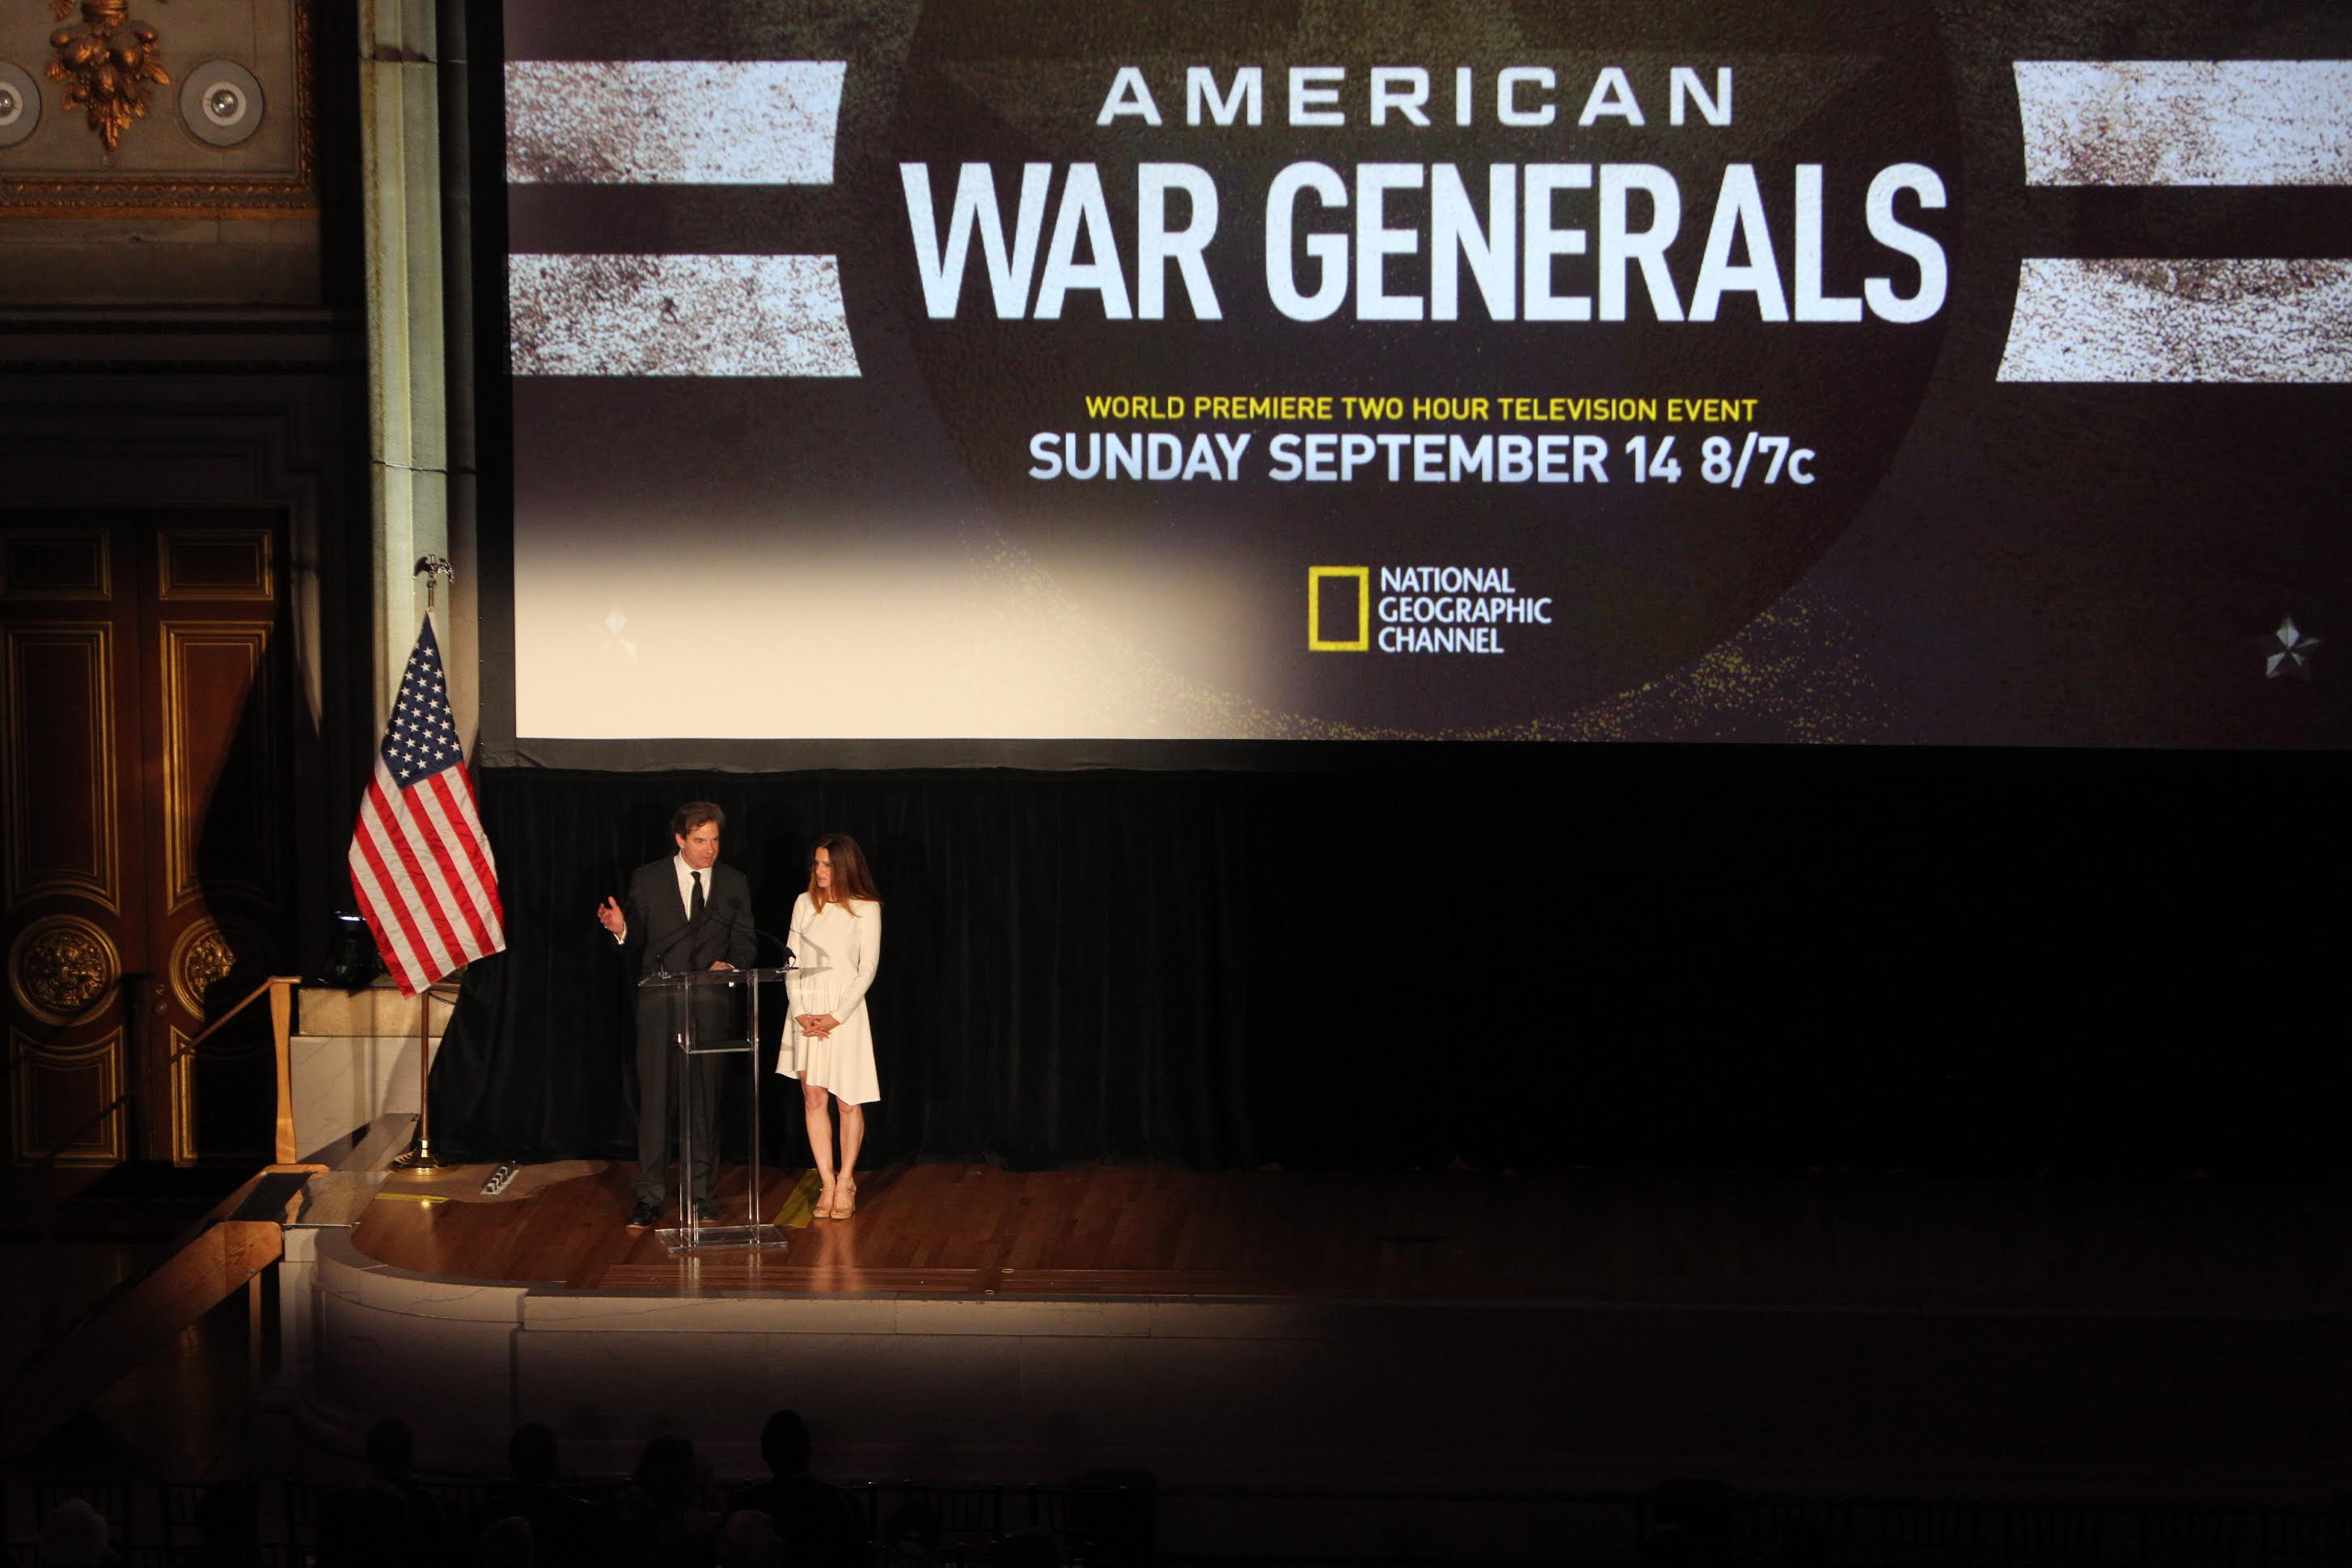 AMERICAN
WAR GENERALS
WORLD PREMIERE TWO HOUR TELEVISION EVENT
SUNDAY SEPTEMBER 14 8/7c
NATIONAL
GEOGRAPHIC
CHANNEL